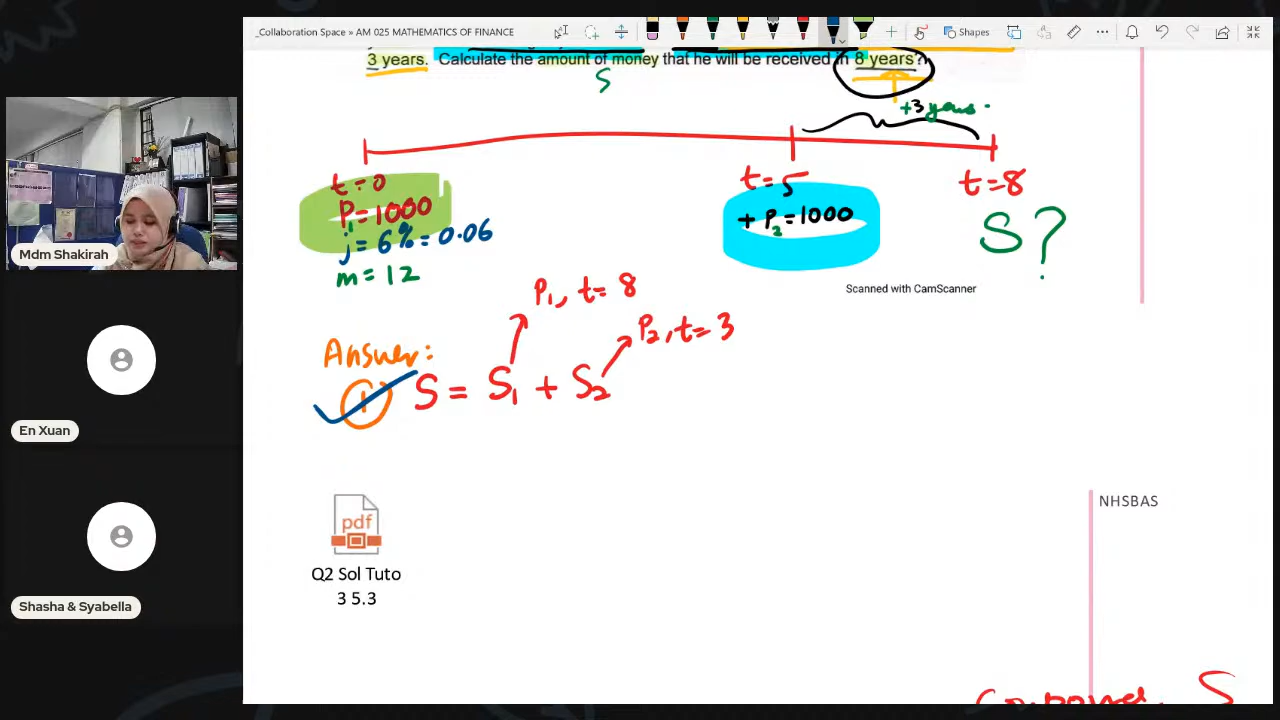 _Collaboration Space » AM 025 MATHEMATICS OF FINANCE
Shapes
3 years. Calculate the amount of money that he will be received in 8 years?
S
+3 years.
t=0
P1=1000
j=6%=0.06
m=12
t=5
+ P2=1000
t=8
S?
Scanned with CamScanner
P1, t=8
P2, t=3
Answer:
1 S = S1 + S2
pdf
Q2 Sol Tuto
3 5.3
NHSBAS
S
Mdm Shakirah
En Xuan
Shasha & Syabella